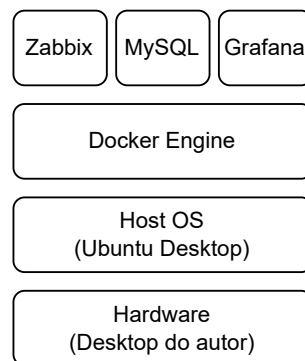 Zabbix MySQL Grafana
Docker Engine
Host OS
(Ubuntu Desktop)
Hardware
(Desktop do autor)